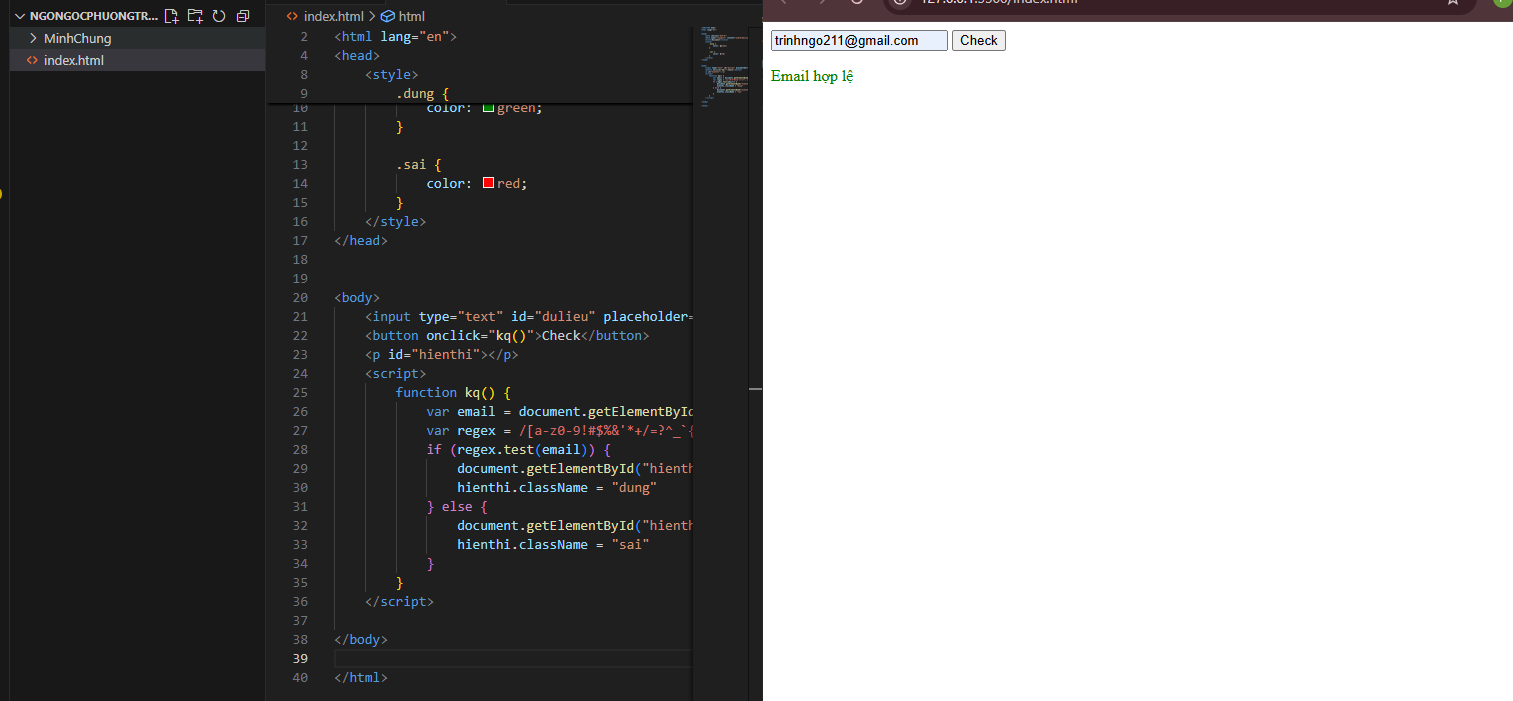 NGONGOCPHUONGTR...
MinhChung
index.html
index.html > html
2 <html lang="en">
4 <head>
8 <style>
9 .dung {
10 color: green;
11 }
12
13 .sai {
14 color: red;
15 }
16 </style>
17 </head>
18
19
20 <body>
21 <input type="text" id="dulieu" placeholder=
22 <button onclick="kq()">Check</button>
23 <p id="hienthi"></p>
24 <script>
25 function kq() {
26 var email = document.getElementById
27 var regex = /[a-z0-9!#$%&'*+/=?^_`{
28 if (regex.test(email)) {
29 document.getElementById("hienth
30 hienthi.className = "dung"
31 } else {
32 document.getElementById("hienth
33 hienthi.className = "sai"
34 }
35 }
36 </script>
37
38 </body>
39
40 </html>
trinhngo211@gmail.com Check
Email hợp lệ